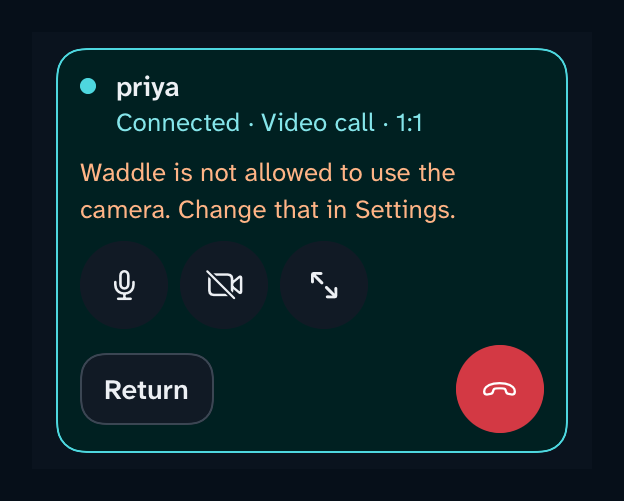 priya
Connected · Video call · 1:1
Waddle is not allowed to use the
camera. Change that in Settings.
Return